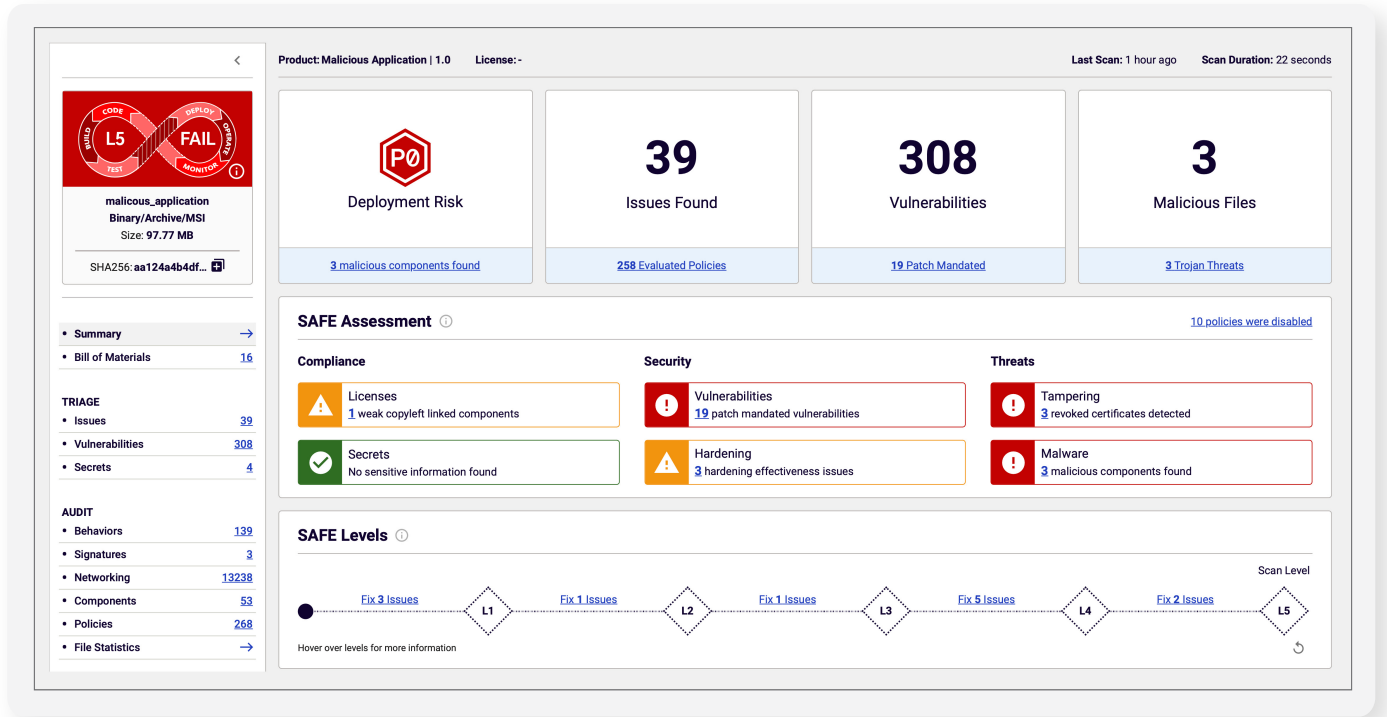 Product: Malicious Application | 1.0 License: - Last Scan: 1 hour ago Scan Duration: 22 seconds
CODE
DEPLOY
BUILD
L5
FAIL
OPERATE
TEST
MONITOR
malicous_application
Binary/Archive/MSI
Size: 97.77 MB
SHA256: aa124a4b4df...
• Summary
• Bill of Materials 16
TRIAGE
• Issues 39
• Vulnerabilities 308
• Secrets 4
AUDIT
• Behaviors 139
• Signatures 3
• Networking 13238
• Components 53
• Policies 268
• File Statistics
P0
Deployment Risk
3 malicious components found
39
Issues Found
258 Evaluated Policies
308
Vulnerabilities
19 Patch Mandated
3
Malicious Files
3 Trojan Threats
SAFE Assessment
10 policies were disabled
Compliance
Licenses
1 weak copyleft linked components
Secrets
No sensitive information found
Security
Vulnerabilities
19 patch mandated vulnerabilities
Hardening
3 hardening effectiveness issues
Threats
Tampering
3 revoked certificates detected
Malware
3 malicious components found
SAFE Levels
Scan Level
Fix 3 Issues L1 Fix 1 Issues L2 Fix 1 Issues L3 Fix 5 Issues L4 Fix 2 Issues L5
Hover over levels for more information